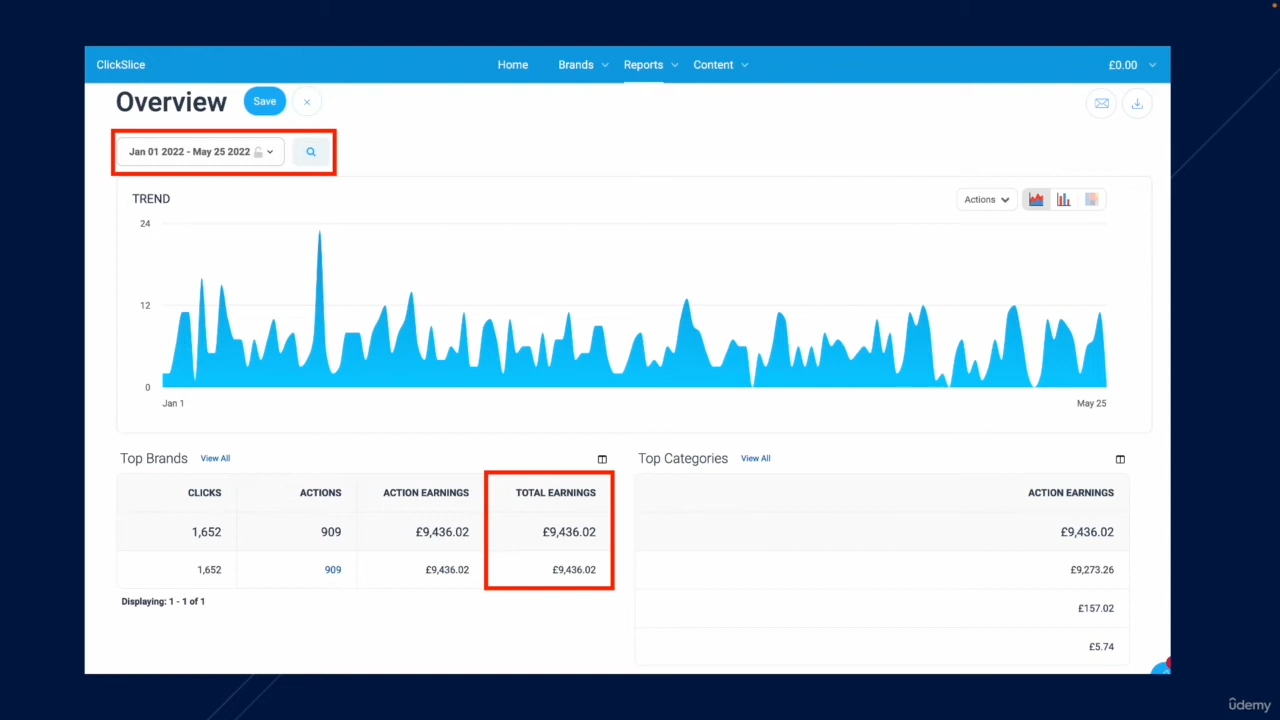 ClickSlice Home Brands Reports Content £0.00
Overview Save ×
Jan 01 2022 - May 25 2022
TREND Actions
24
12
0
Jan 1 May 25
Top Brands View All
CLICKS ACTIONS ACTION EARNINGS TOTAL EARNINGS
1,652 909 £9,436.02 £9,436.02
1,652 909 £9,436.02 £9,436.02
Displaying: 1 - 1 of 1
Top Categories View All
ACTION EARNINGS
£9,436.02
£9,273.26
£157.02
£5.74
ûdemy